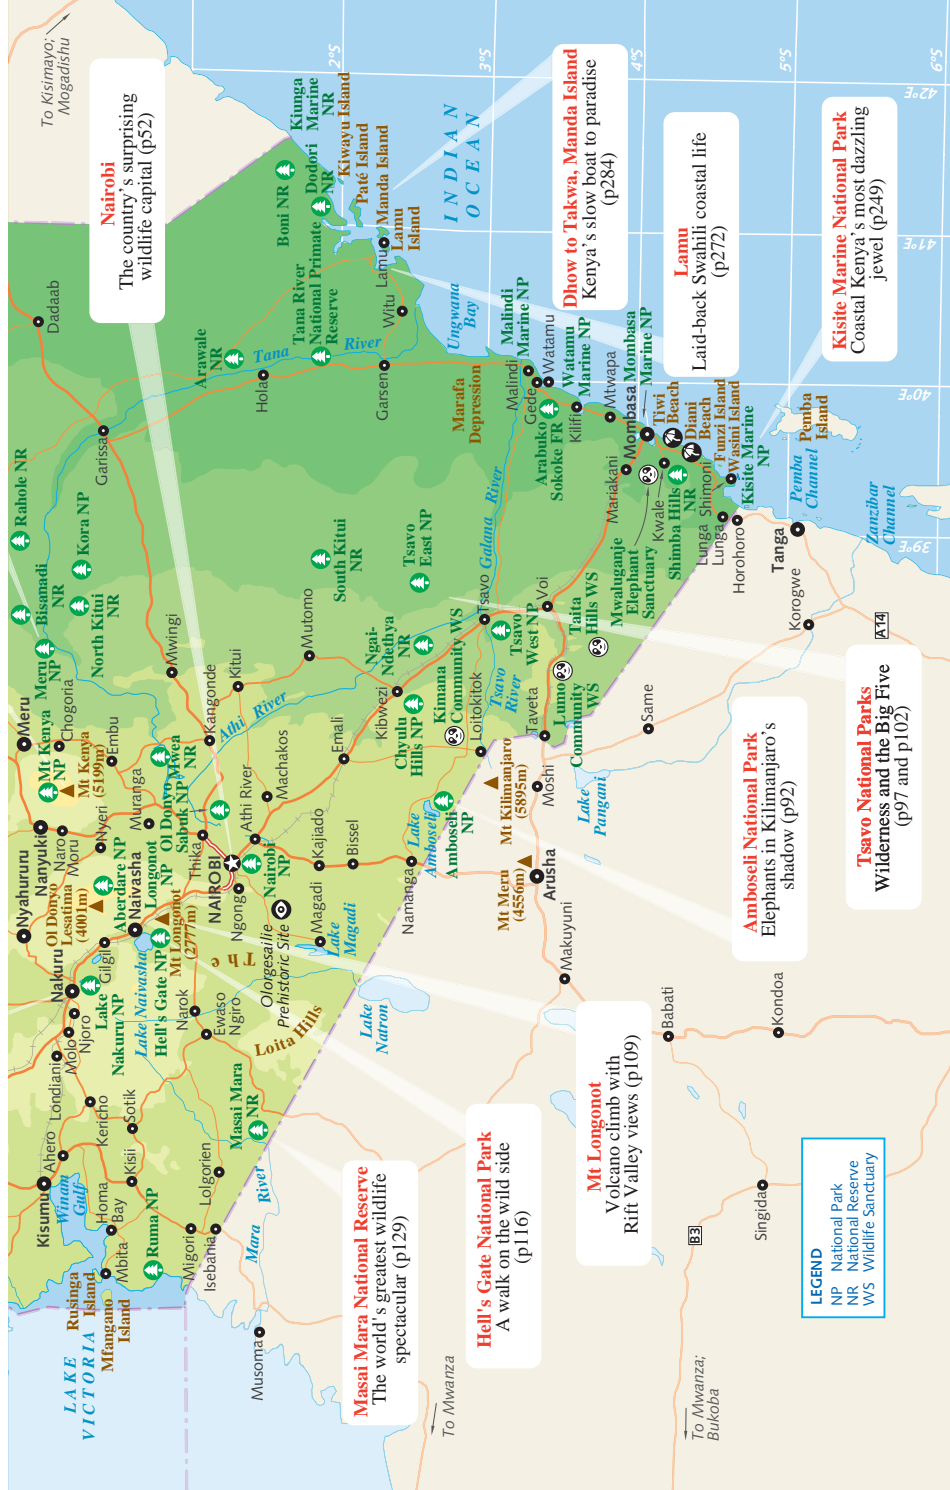 To Kisimayo;
Mogadishu
Nairobi
The country's surprising
wildlife capital (p52)
Dadaab
2ºS
3ºS
4ºS
5ºS
6ºS
42ºE
41ºE
40ºE
39ºE
Kiunga
Marine
NR
Boni NR
Dodori
NR
Kiwayu Island
Paté Island
Manda Island
Lamu
Lamu
Island
INDIAN
OCEAN
Dhow to Takwa, Manda Island
Kenya's slow boat to paradise
(p284)
Lamu
Laid-back Swahili coastal life
(p272)
Kisite Marine National Park
Coastal Kenya's most dazzling
jewel (p249)
Arawale
NR
Tana River
National Primate
Reserve
Tana
River
Hola
Garsen
Witu
Ungwana
Bay
Garissa
Marafa
Depression
Malindi
Marine NP
Malindi
Gede
Watamu
Watamu
Marine NP
Arabuko
Sokoke FR
Kilifi
Mtwapa
Mombasa
Mombasa
Marine NP
Mariakani
Tiwi
Beach
Diani
Beach
Funzi Island
Wasini Island
Kisite Marine
NP
Kwale
Shimba Hills
NR
Shimoni
Lunga
Lunga
Horohoro
Mwaluganje
Elephant
Sanctuary
Pemba
Island
Pemba
Channel
Zanzibar
Channel
Tanga
Korogwe
A14
Rahole NR
Kora NP
Bisanadi
NR
North Kitui
NR
Meru
NP
Meru
Chogoria
Mt Kenya
NP
Mt Kenya
(5199m)
Embu
Mwingi
South Kitui
NR
Tsavo
East NP
Galana
River
Tsavo
Tsavo
West NP
Voi
Taita
Hills WS
Lumo
Community
WS
Taveta
Tsavo
River
Mutomo
Ngai-
Ndethya
NR
Kibwezi
Kimana
Community WS
Loitokitok
Chyulu
Hills NP
Kitui
Kangonde
Athi
River
Mwea
NR
Ol Donyo
Sabuk NP
Muranga
Nyeri
Naro
Moru
Nanyuki
Nyahururu
Ol Donyo
Lesatima
(4001m)
Aberdare NP
Naivasha
Longonot
NP
Thika
NAIROBI
Athi River
Machakos
Emali
Nairobi
NP
Ngong
Kajiado
Bissel
Namanga
Lake
Amboseli
Amboseli
NP
Mt Kilimanjaro
(5895m)
Moshi
Mt Meru
(4556m)
Arusha
Makuyuni
Lake
Pangani
Same
Olorgesailie
Prehistoric Site
Magadi
Lake
Magadi
Lake
Natron
The
Mt Longonot
(2777m)
Hell's Gate NP
Lake Naivasha
Gilgil
Nakuru
Lake
Nakuru NP
Njoro
Molo
Londiani
Narok
Ewaso
Ngiro
Loita Hills
Kericho
Sotik
Ahero
Kisumu
Winam
Gulf
Kisii
Homa
Bay
Mbita
Ruma NP
Lolgorien
Masai Mara
NR
Migori
Isebania
Mara
River
Rusinga
Island
Mfangano
Island
LAKE
VICTORIA
Musoma
To Mwanza
To Mwanza;
Bukoba
B3
Singida
Babati
Kondoa
Masai Mara National Reserve
The world's greatest wildlife
spectacular (p129)
Hell's Gate National Park
A walk on the wild side
(p116)
Mt Longonot
Volcano climb with
Rift Valley views (p109)
Amboseli National Park
Elephants in Kilimanjaro's
shadow (p92)
Tsavo National Parks
Wilderness and the Big Five
(p97 and p102)
LEGEND
NP National Park
NR National Reserve
WS Wildlife Sanctuary